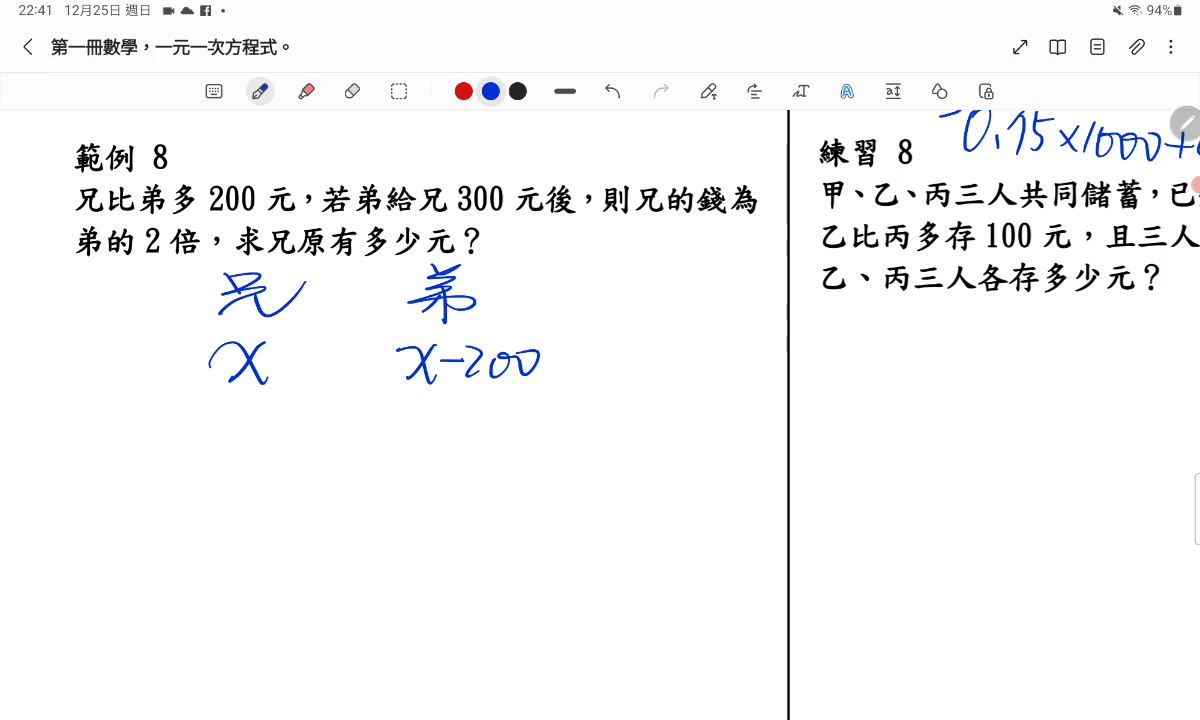 22:41 12月25日 週日 94%
第一冊數學，一元一次方程式。
範例 8
兄比弟多 200 元，若弟給兄 300 元後，則兄的錢為
弟的 2 倍，求兄原有多少元？
兄 弟
x x-200
-0.75×1000+
練習 8
甲、乙、丙三人共同儲蓄，已
乙比丙多存 100 元，且三人
乙、丙三人各存多少元？